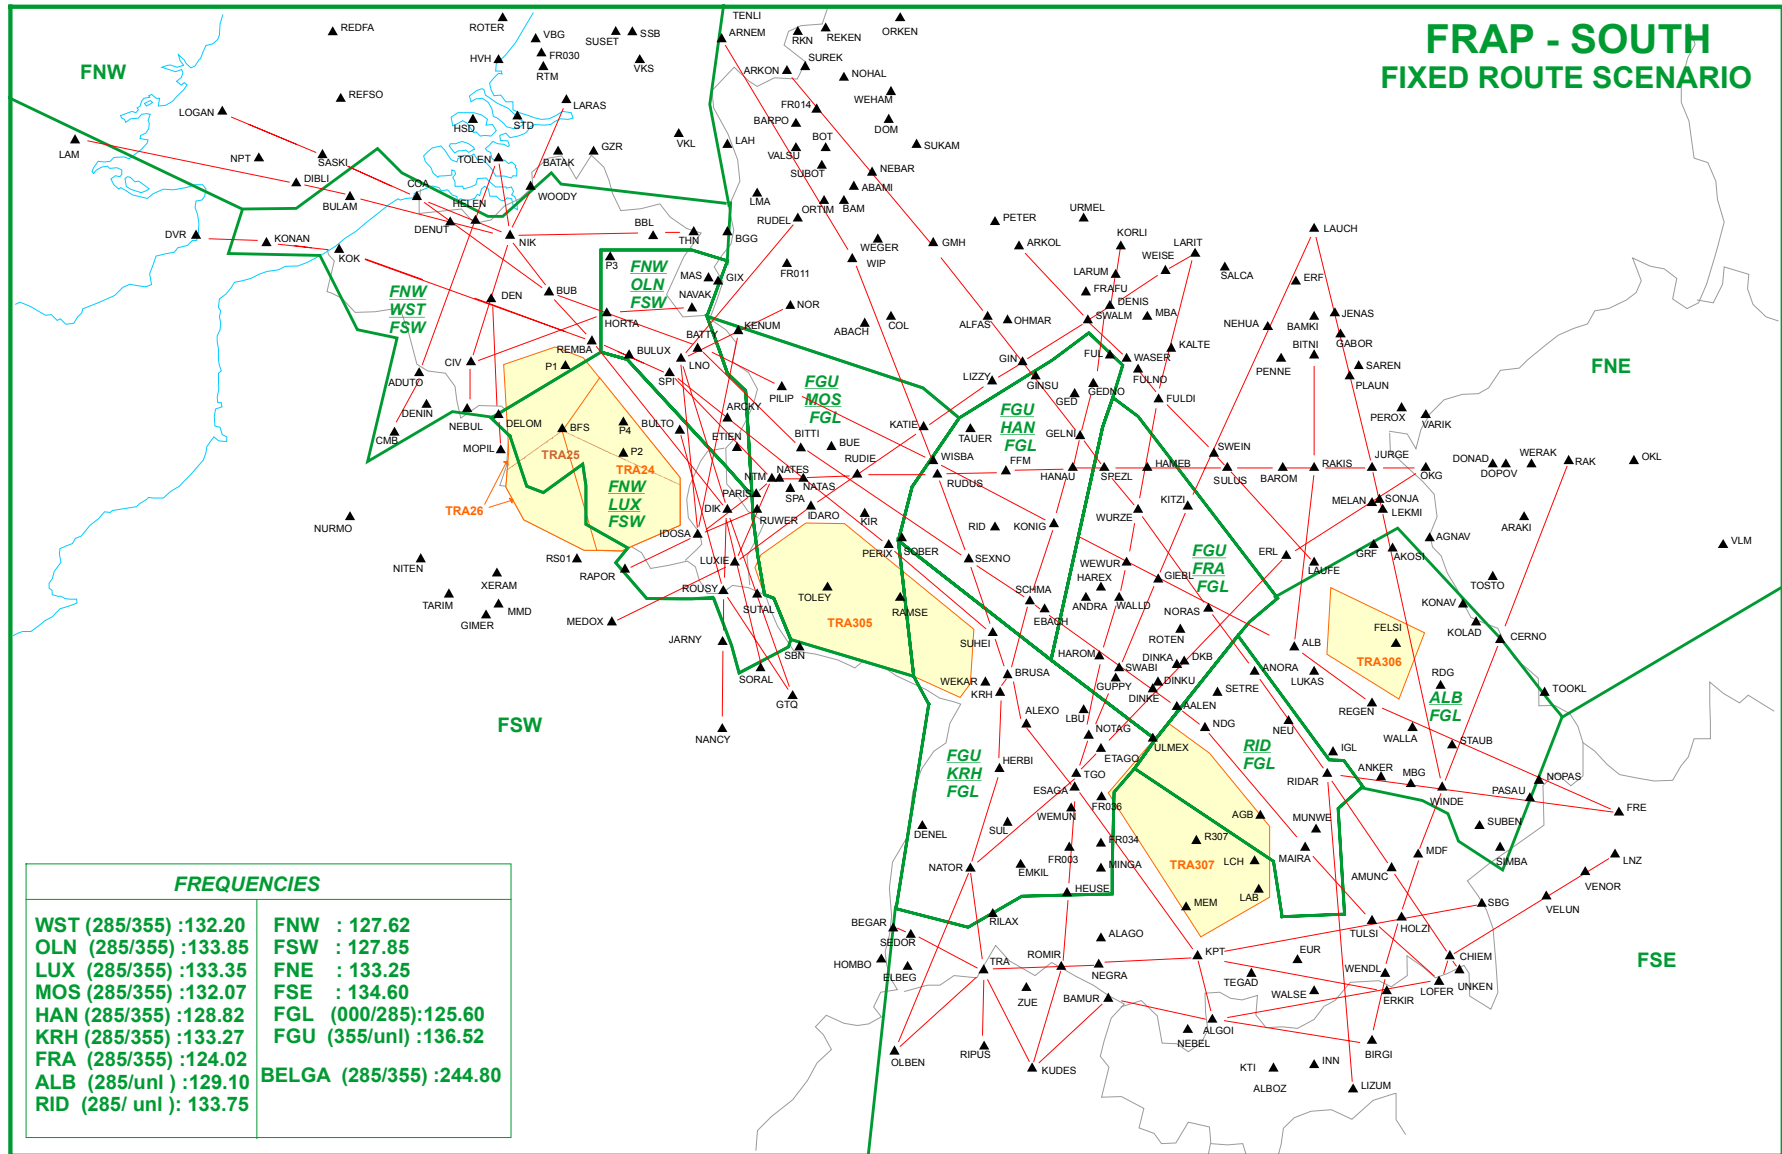 FRAP - SOUTH
FIXED ROUTE SCENARIO
TENLI
ROTER
ORKEN
REDFA
VBG
SUSET
SSB
ARNEM
RKN
REKEN
FNW
HVH
FR030
RTM
VKS
ARKON
SUREK
NOHAL
REFSO
LARAS
WEHAM
LOGAN
FR014
HSD
STD
BARPO
DOM
LAM
VKL
LAH
BOT
NPT
SASKI
TOLEN
BATAK
GZR
VALSU
SUKAM
SUBOT
NEBAR
DIBLI
COA
WOODY
ABAMI
BULAM
LMA
ORTIM
BAM
HELEN
RUDEL
PETER
URMEL
DENUT
DVR
KONAN
NIK
BBL
THN
BGG
WEGER
GMH
ARKOL
KORLI
LARIT
LAUCH
KOK
P3
FNW
OLN
FSW
MAS
GIX
FR011
WIP
LARUM
WEISE
SALCA
ERF
FNW
WST
FSW
DEN
BUB
NAVAK
NOR
FRAFU
DENIS
HORTA
ABACH
COL
ALFAS
OHMAR
SWALM
MBA
NEHUA
BAMKI
JENAS
KENUM
BATTY
REMBA
BULUX
LNO
GABOR
CIV
P1
SPI
GIN
FUL
WASER
KALTE
BITNI
FNE
ADUTO
LIZZY
GINSU
FULNO
PENNE
SAREN
PLAUN
FGU
MOS
FGL
PILIP
GED
GEDNO
FULDI
DENIN
NEBUL
DELOM
ARCKY
FGU
HAN
FGL
PEROX
VARIK
CMB
BFS
P4
BULTO
ETIEN
BITTI
BUE
KATIE
TAUER
GELNI
MOPIL
TRA25
P2
TRA24
FNW
LUX
FSW
NTM
NATES
RUDIE
WISBA
FFM
SWEIN
JURGE
WERAK
RAK
OKL
DONAD
DOPOV
PARIS
SPA
NATAS
RUDUS
HANAU
SPEZL
HAMEB
SULUS
BAROM
RAKIS
OKG
TRA26
DIK
RUWER
IDARO
KIR
RID
KONIG
WURZE
KITZI
MELAN
SONJA
LEKMI
NURMO
IDOSA
PERIX
SOBER
ARAKI
AGNAV
VLM
NITEN
RS01
RAPOR
LUXIE
SEXNO
WEWUR
FGU
FRA
FGL
ERL
LAUFE
GRF
AKOSI
XERAM
TARIM
MMD
GIMER
ROUSY
SUTAL
TOLEY
RAMSE
SCHMA
EBACH
HAREX
ANDRA
WALLD
GIEBL
TOSTO
KONAV
MEDOX
TRA305
NORAS
FELSI
KOLAD
CERNO
JARNY
SBN
SUHEI
ROTEN
ALB
TRA306
SORAL
WEKAR
BRUSA
HAROM
SWABI
DINKA
DKB
ANORA
LUKAS
RDG
GTQ
KRH
GUPPY
DINKU
DINKE
SETRE
REGEN
ALB
FGL
TOOKL
FSW
NANCY
ALEXO
LBU
AALEN
NOTAG
NDG
NEU
WALLA
STAUB
FGU
KRH
FGL
ETAGO
ULMEX
RID
FGL
IGL
HERBI
TGO
RIDAR
ANKER
MBG
NOPAS
ESAGA
FR036
WINDE
PASAU
FRE
WEMUN
DENEL
SUL
AGB
MUNWE
SUBEN
FR034
R307
NATOR
EMKIL
FR003
MINGA
TRA307
LCH
MAIRA
MDF
SIMBA
LNZ
AMUNC
VENOR
HEUSE
MEM
LAB
SBG
VELUN
BEGAR
RILAX
TULSI
HOLZI
SEDOR
ALAGO
HOMBO
ELBEG
TRA
ROMIR
NEGRA
KPT
EUR
CHIEM
FSE
ZUE
TEGAD
WENDL
UNKEN
BAMUR
WALSE
ERKIR
LOFER
ALGOI
NEBEL
OLBEN
RIPUS
BIRGI
KUDES
KTI
INN
ALBOZ
LIZUM
FREQUENCIES
WST (285/355) :132.20
OLN (285/355) :133.85
LUX (285/355) :133.35
MOS (285/355) :132.07
HAN (285/355) :128.82
KRH (285/355) :133.27
FRA (285/355) :124.02
ALB (285/unl ) :129.10
RID (285/ unl ): 133.75
FNW : 127.62
FSW : 127.85
FNE : 133.25
FSE : 134.60
FGL (000/285):125.60
FGU (355/unl) :136.52
BELGA (285/355) :244.80